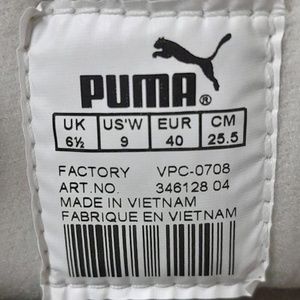 PUMA®
UK US'W EUR CM
6½ 9 40 25.5
FACTORY VPC-0708
ART.NO. 346128 04
MADE IN VIETNAM
FABRIQUE EN VIETNAM